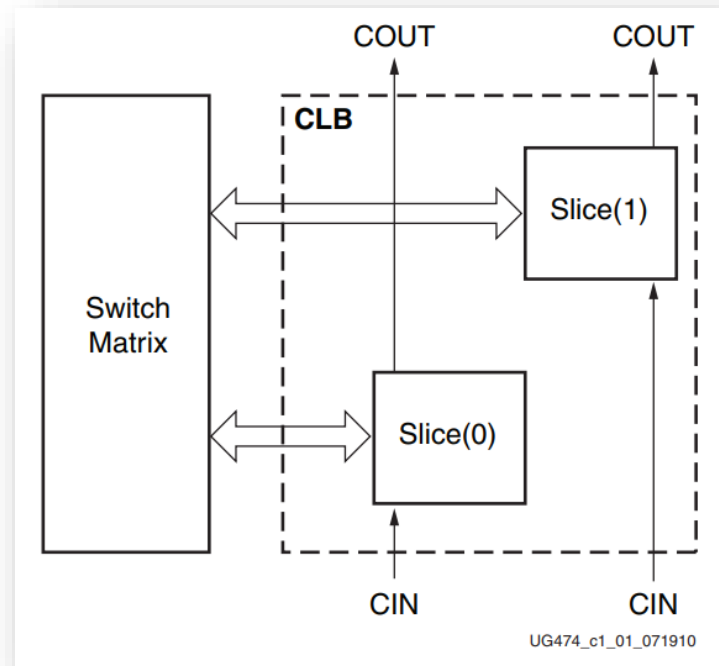 COUT
COUT
CLB
Slice(1)
Switch
Matrix
Slice(0)
CIN
CIN
UG474_c1_01_071910